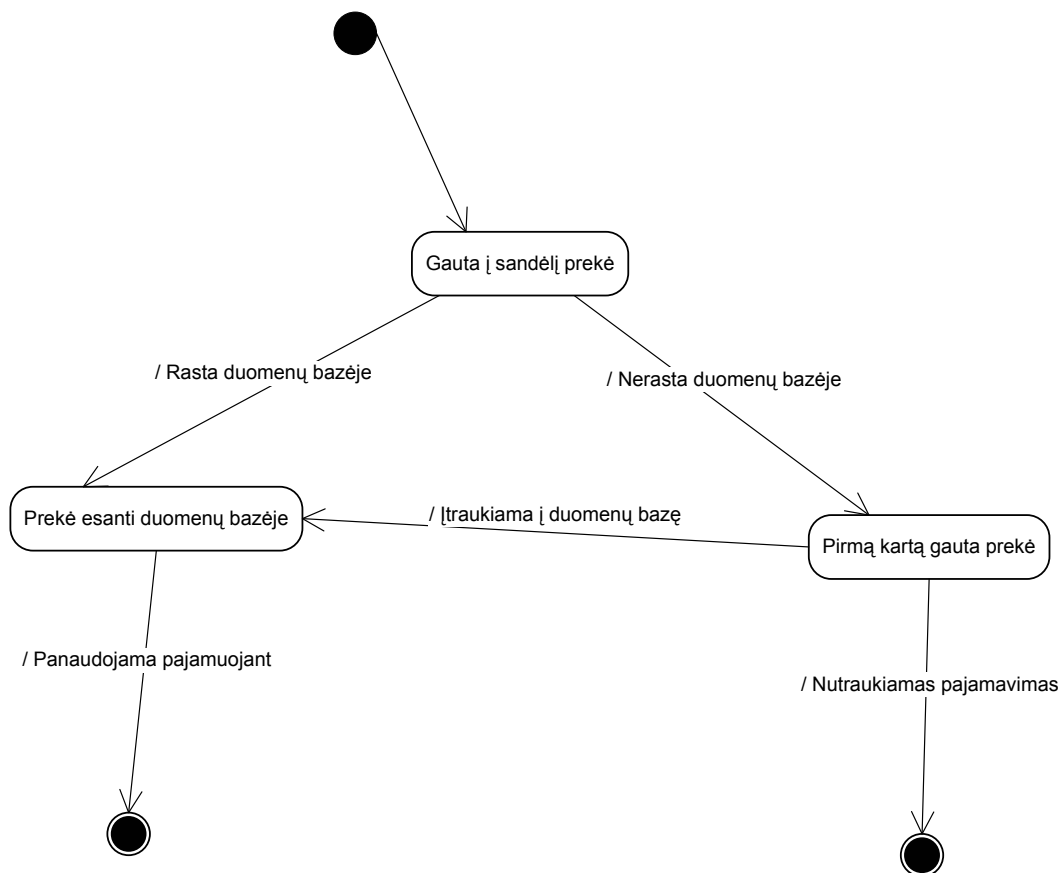 Gauta į sandėlį prekė
/ Rasta duomenų bazėje
/ Nerasta duomenų bazėje
Prekė esanti duomenų bazėje
/ Įtraukiama į duomenų bazę
Pirmą kartą gauta prekė
/ Panaudojama pajamuojant
/ Nutraukiamas pajamavimas